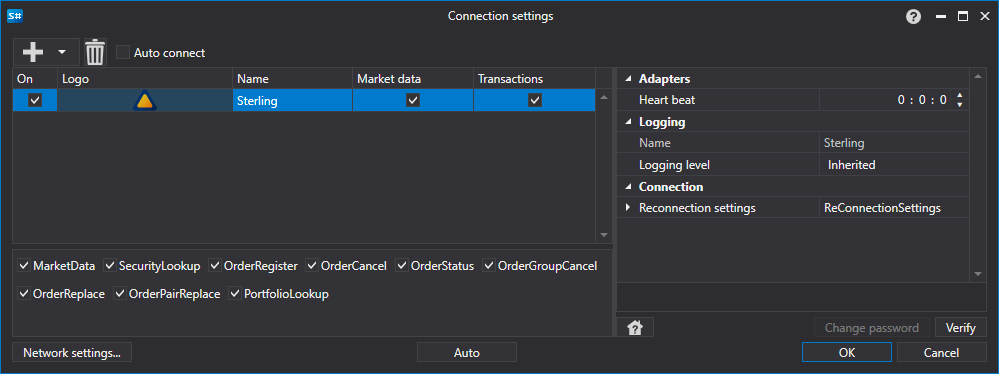 S#
Connection settings
?
Auto connect
On Logo Name Market data Transactions
Sterling
Adapters
Heart beat 0 : 0 : 0
Logging
Name Sterling
Logging level Inherited
Connection
Reconnection settings ReConnectionSettings
MarketData SecurityLookup OrderRegister OrderCancel OrderStatus OrderGroupCancel
OrderReplace OrderPairReplace PortfolioLookup
? Change password Verify
Network settings... Auto OK Cancel